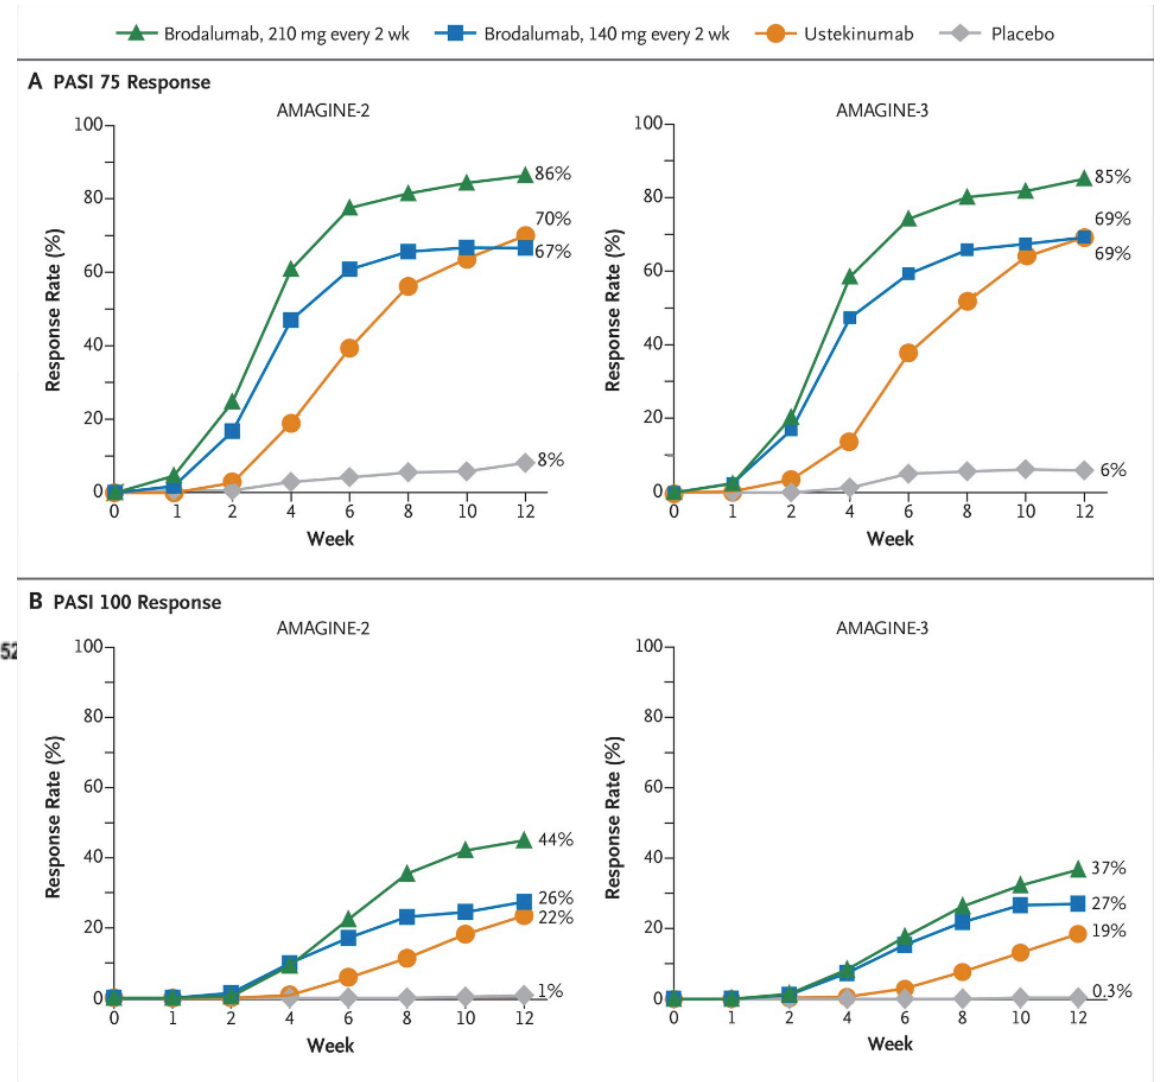 Brodalumab, 210 mg every 2 wk Brodalumab, 140 mg every 2 wk Ustekinumab Placebo
A PASI 75 Response
AMAGINE-2
100
80
60
40
20
0
Response Rate (%)
86%
70%
67%
8%
0 1 2 4 6 8 10 12
Week
AMAGINE-3
100
80
60
40
20
0
Response Rate (%)
85%
69%
69%
6%
0 1 2 4 6 8 10 12
Week
B PASI 100 Response
52
AMAGINE-2
100
80
60
40
20
0
Response Rate (%)
44%
26%
22%
1%
0 1 2 4 6 8 10 12
Week
AMAGINE-3
100
80
60
40
20
0
Response Rate (%)
37%
27%
19%
0.3%
0 1 2 4 6 8 10 12
Week